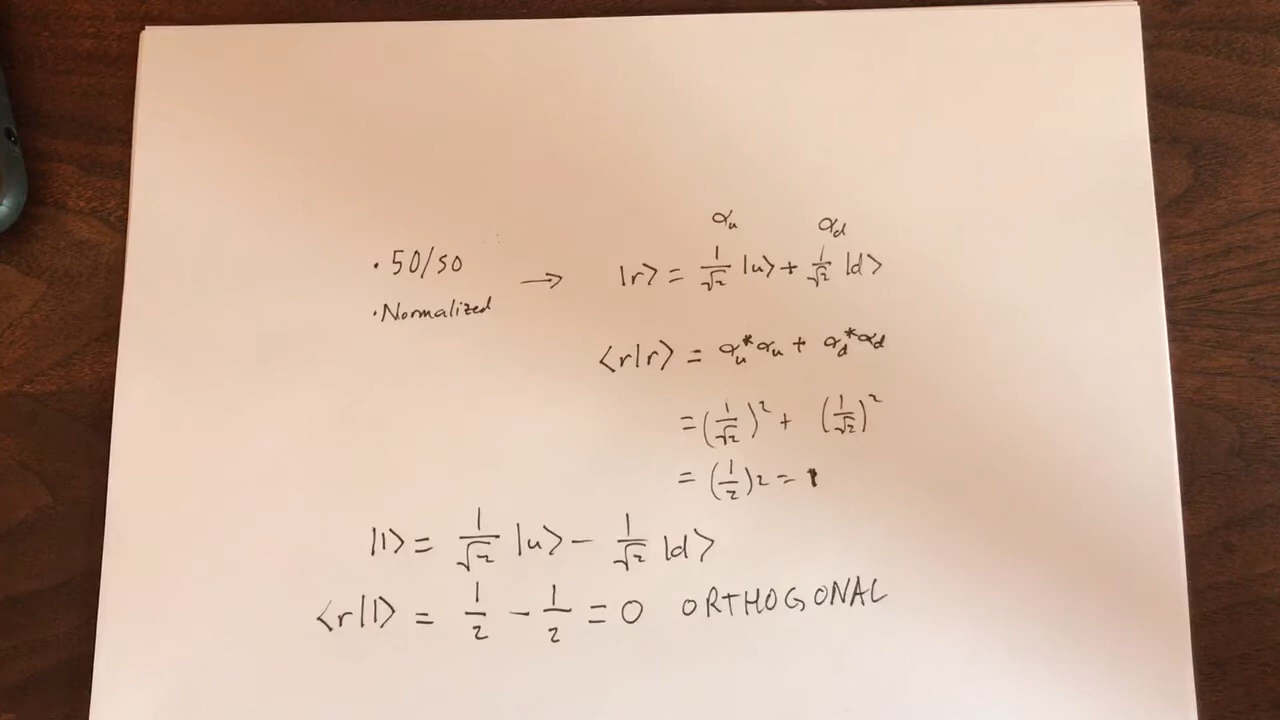 αu αd
· 50/50 → |r⟩ = 1/√2 |u⟩ + 1/√2 |d⟩
· Normalized
⟨r|r⟩ = αu*αu + αd*αd
= (1/√2)² + (1/√2)²
= (1/2)2 = 1
|l⟩ = 1/√2 |u⟩ − 1/√2 |d⟩
⟨r|l⟩ = 1/2 − 1/2 = 0 ORTHOGONAL